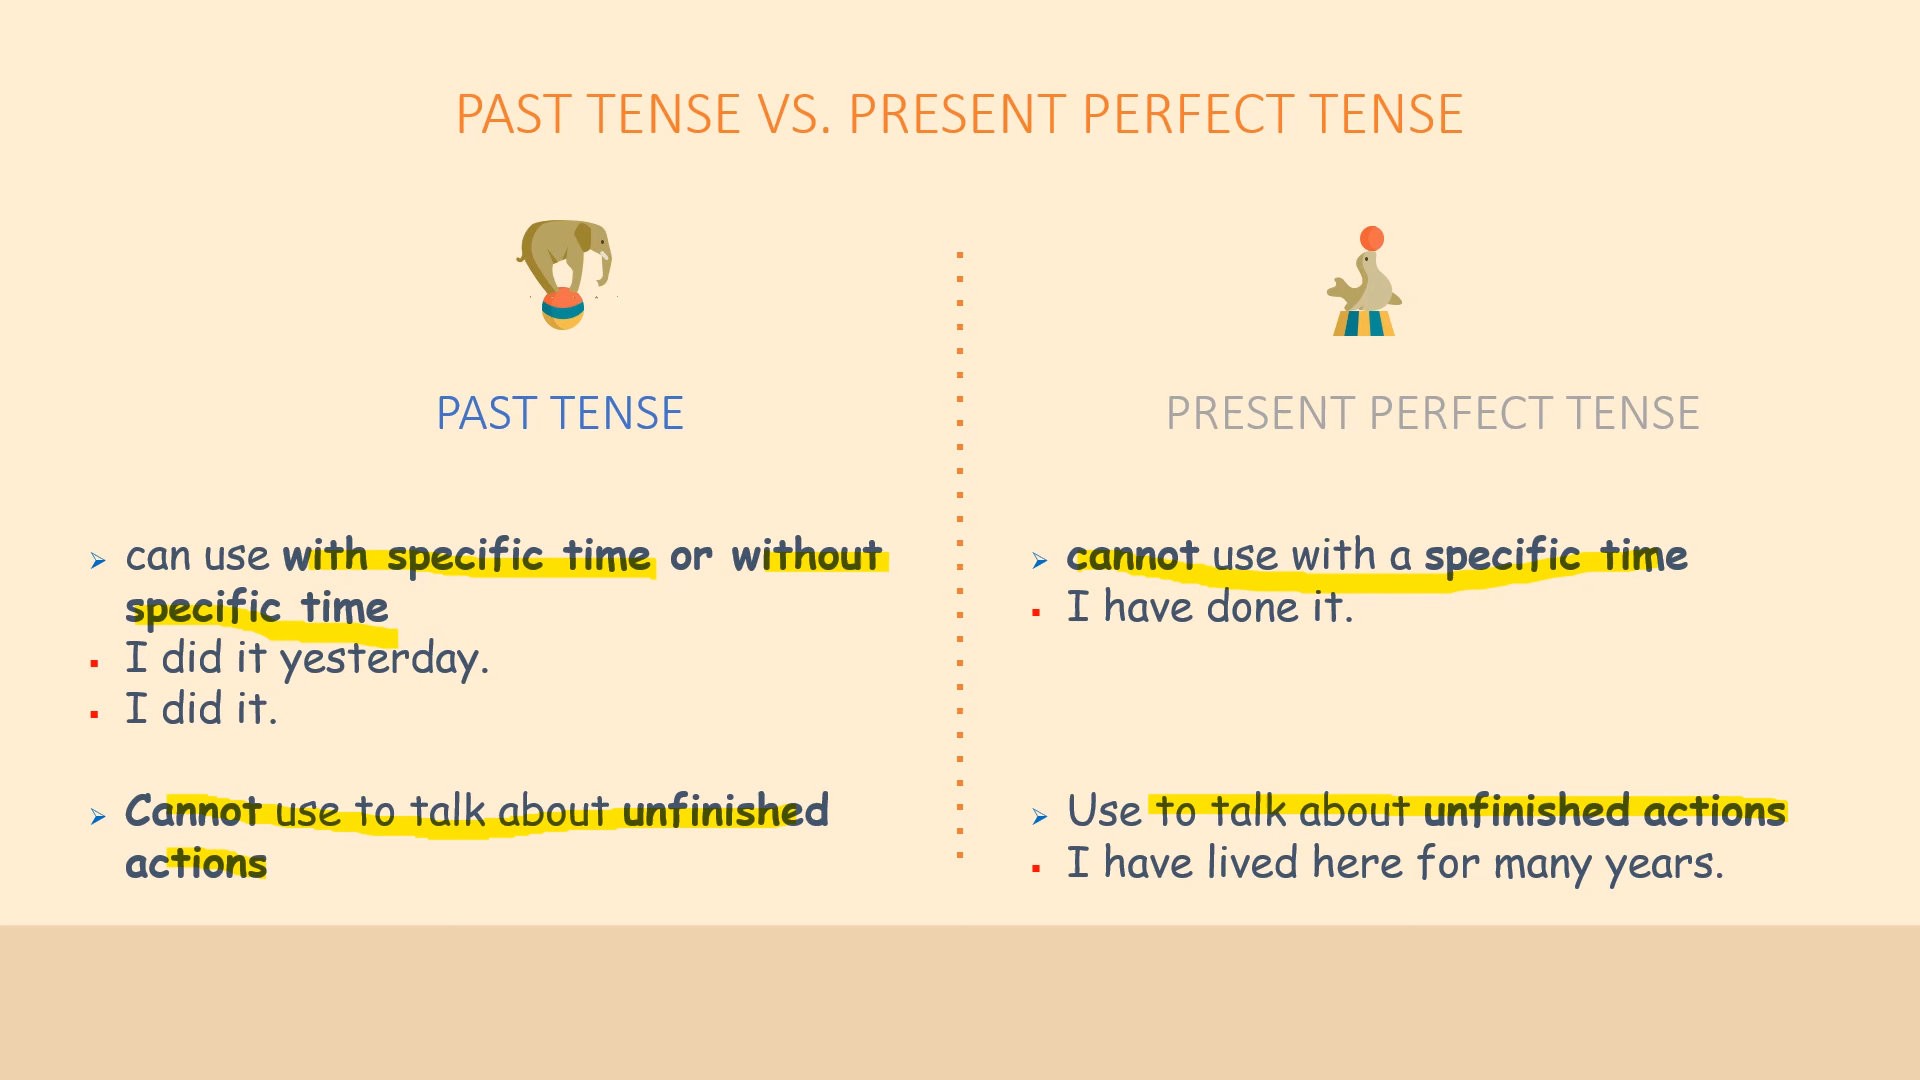 PAST TENSE VS. PRESENT PERFECT TENSE
PAST TENSE
can use with specific time or without
specific time
I did it yesterday.
I did it.
Cannot use to talk about unfinished
actions
PRESENT PERFECT TENSE
cannot use with a specific time
I have done it.
Use to talk about unfinished actions
I have lived here for many years.